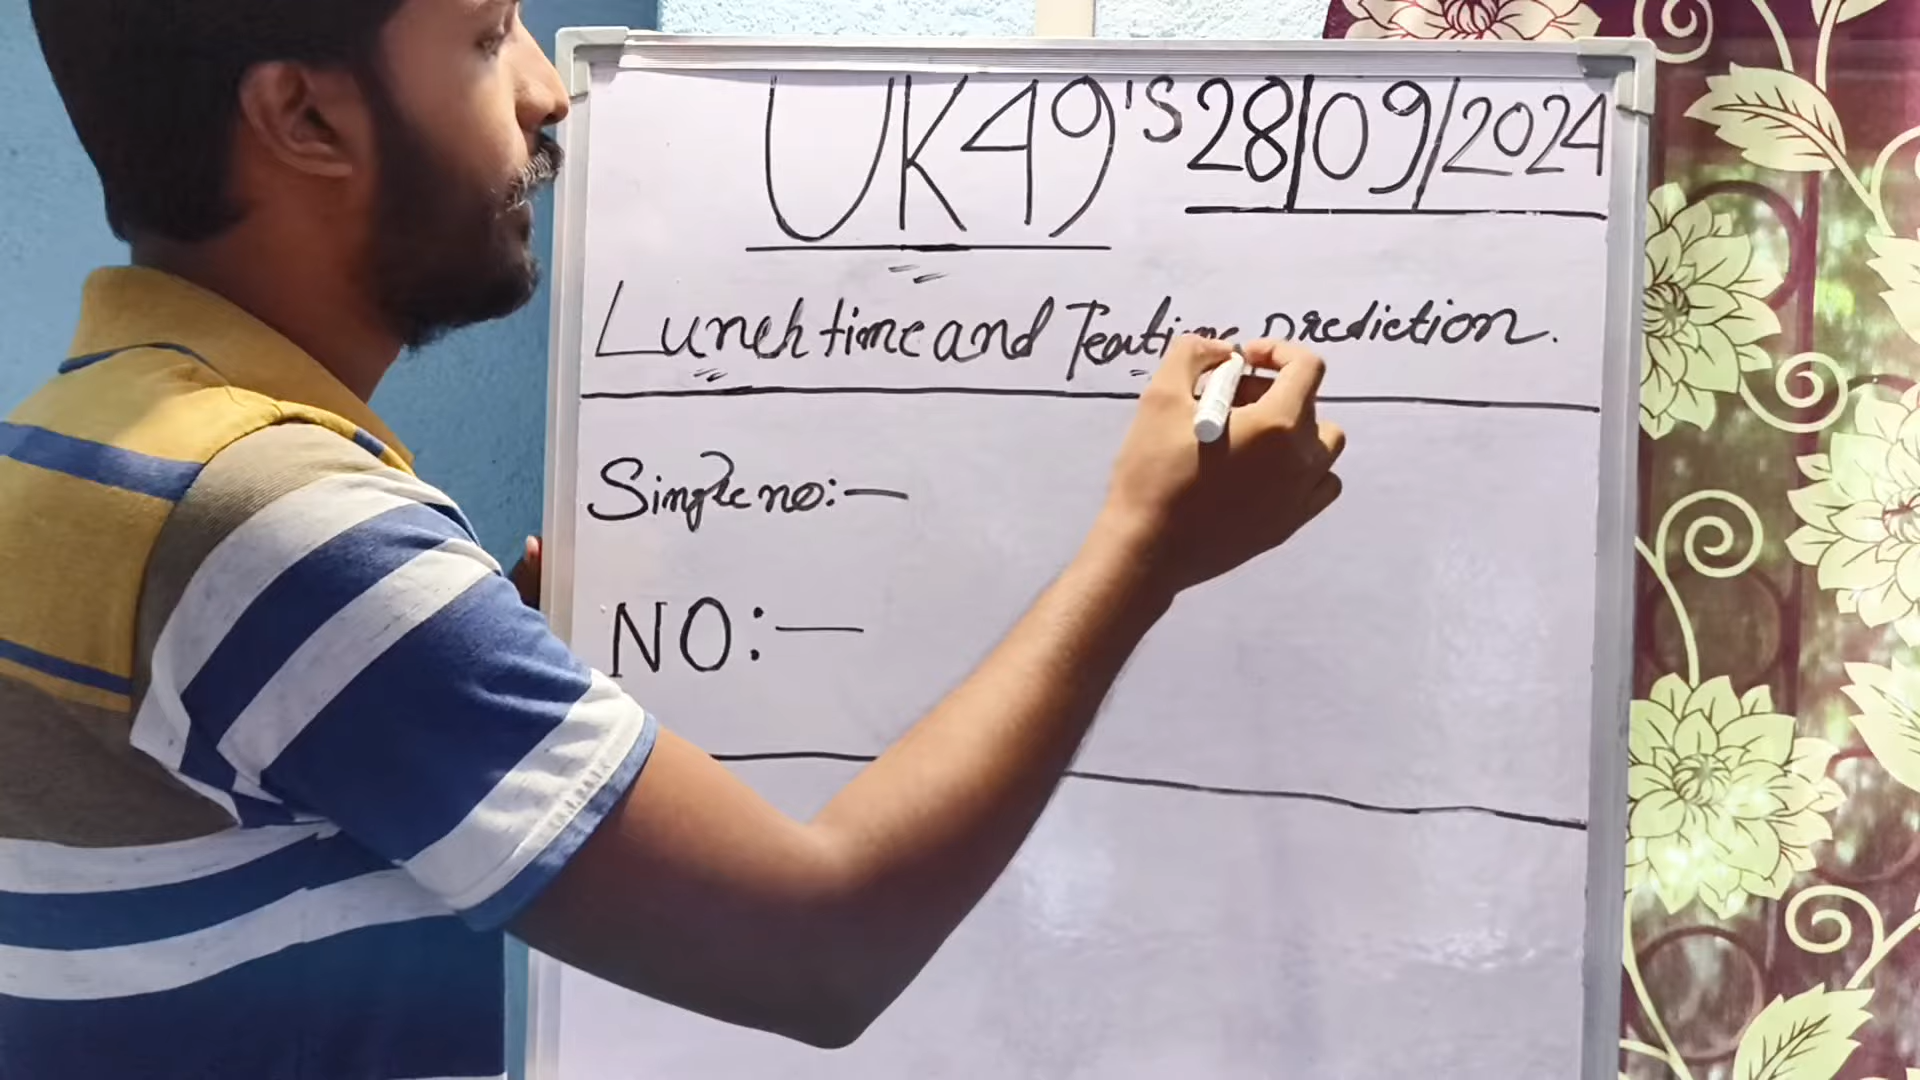 UK49's 28/09/2024
Lunch time and Teatime prediction.
Single no:—
NO:—